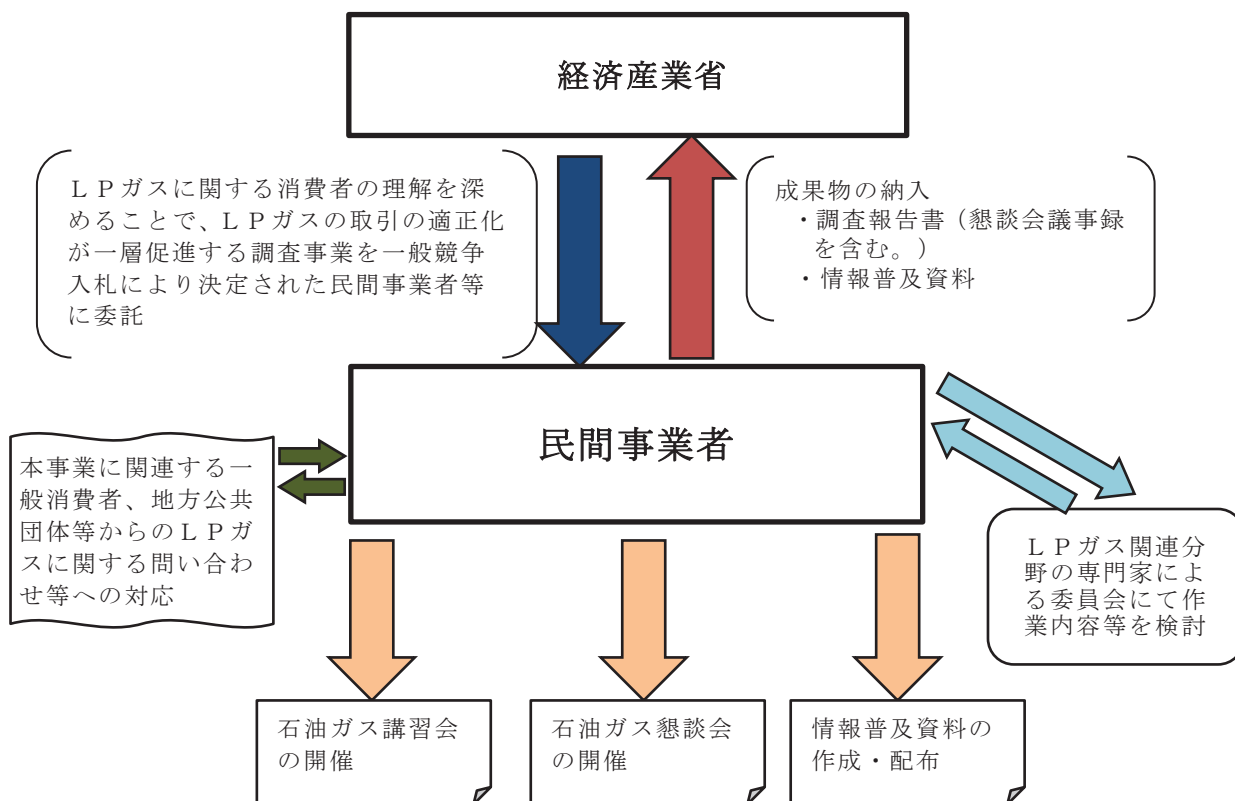 経済産業省
ＬＰガスに関する消費者の理解を深
めることで、ＬＰガスの取引の適正化
が一層促進する調査事業を一般競争
入札により決定された民間事業者等
に委託
成果物の納入
・調査報告書（懇談会議事録
を含む。）
・情報普及資料
民間事業者
本事業に関連する一
般消費者、地方公共
団体等からのＬＰガ
スに関する問い合わ
せ等への対応
ＬＰガス関連分
野の専門家によ
る委員会にて作
業内容等を検討
石油ガス講習会
の開催
石油ガス懇談会
の開催
情報普及資料の
作成・配布